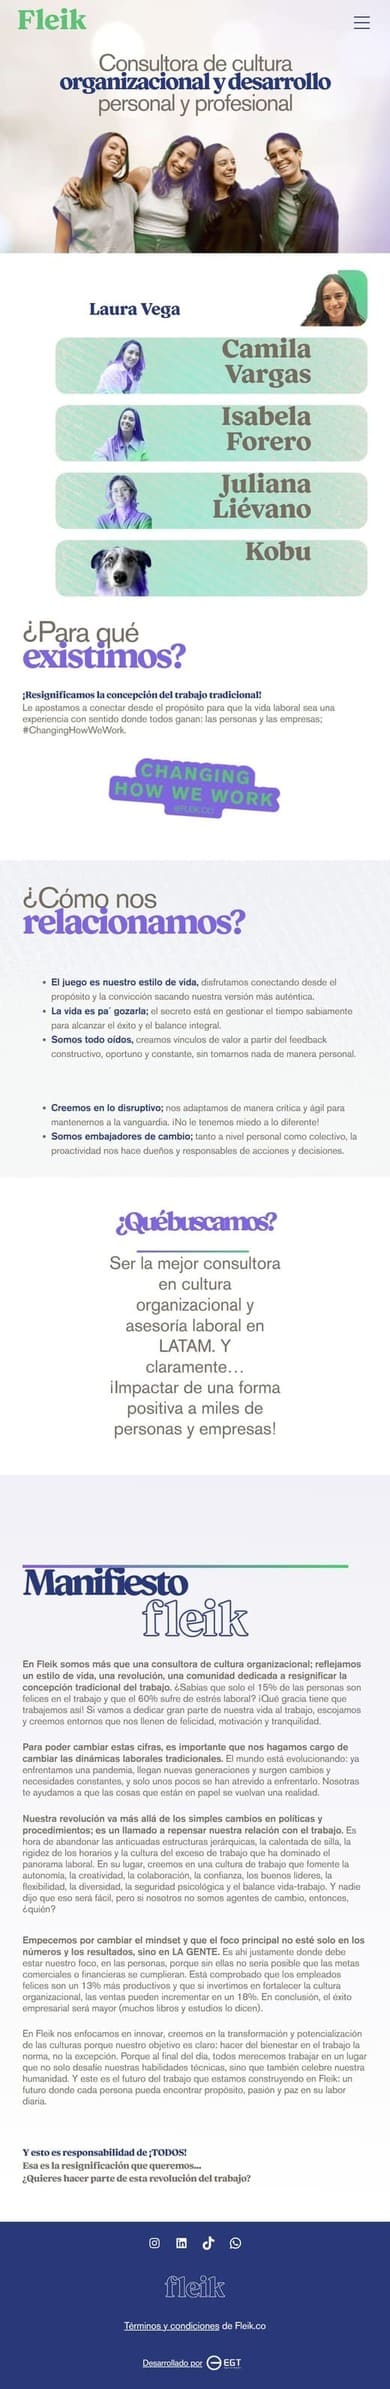 Fleik
Consultora de cultura
organizacional y desarrollo
personal y profesional
Laura Vega
Camila
Vargas
Isabela
Forero
Juliana
Liévano
Kobu
¿Para qué
existimos?
¡Resignificamos la concepción del trabajo tradicional!
Le apostamos a conectar desde el propósito para que la vida laboral sea una
experiencia con sentido donde todos ganan: las personas y las empresas;
#ChangingHowWeWork.
CHANGING
HOW WE WORK
@FLEIK.CO
¿Cómo nos
relacionamos?
• El juego es nuestro estilo de vida, disfrutamos conectando desde el
propósito y la convicción sacando nuestra versión más auténtica.
• La vida es pa´ gozarla; el secreto está en gestionar el tiempo sabiamente
para alcanzar el éxito y el balance integral.
• Somos todo oídos, creamos vínculos de valor a partir del feedback
constructivo, oportuno y constante, sin tomarnos nada de manera personal.
• Creemos en lo disruptivo; nos adaptamos de manera crítica y ágil para
mantenernos a la vanguardia. ¡No le tenemos miedo a lo diferente!
• Somos embajadores de cambio; tanto a nivel personal como colectivo, la
proactividad nos hace dueños y responsables de acciones y decisiones.
¿Québuscamos?
Ser la mejor consultora
en cultura
organizacional y
asesoría laboral en
LATAM. Y
claramente…
¡Impactar de una forma
positiva a miles de
personas y empresas!
Manifiesto
fleik
En Fleik somos más que una consultora de cultura organizacional; reflejamos
un estilo de vida, una revolución, una comunidad dedicada a resignificar la
concepción tradicional del trabajo. ¿Sabías que solo el 15% de las personas son
felices en el trabajo y que el 60% sufre de estrés laboral? ¡Qué gracia tiene que
trabajemos así! Si vamos a dedicar gran parte de nuestra vida al trabajo, escojamos
y creemos entornos que nos llenen de felicidad, motivación y tranquilidad.
Para poder cambiar estas cifras, es importante que nos hagamos cargo de
cambiar las dinámicas laborales tradicionales. El mundo está evolucionando: ya
enfrentamos una pandemia, llegan nuevas generaciones y surgen cambios y
necesidades constantes, y solo unos pocos se han atrevido a enfrentarlo. Nosotras
te ayudamos a que las cosas que están en papel se vuelvan una realidad.
Nuestra revolución va más allá de los simples cambios en políticas y
procedimientos; es un llamado a repensar nuestra relación con el trabajo. Es
hora de abandonar las anticuadas estructuras jerárquicas, la calentada de silla, la
rigidez de los horarios y la cultura del exceso de trabajo que ha dominado el
panorama laboral. En su lugar, creemos en una cultura de trabajo que fomente la
autonomía, la creatividad, la colaboración, la confianza, los buenos líderes, la
flexibilidad, la diversidad, la seguridad psicológica y el balance vida-trabajo. Y nadie
dijo que eso será fácil, pero si nosotros no somos agentes de cambio, entonces,
¿quién?
Empecemos por cambiar el mindset y que el foco principal no esté solo en los
números y los resultados, sino en LA GENTE. Es ahí justamente donde debe
estar nuestro foco, en las personas, porque sin ellas no sería posible que las metas
comerciales o financieras se cumplieran. Está comprobado que los empleados
felices son un 13% más productivos y que si invertimos en fortalecer la cultura
organizacional, las ventas pueden incrementar en un 18%. En conclusión, el éxito
empresarial será mayor (muchos libros y estudios lo dicen).
En Fleik nos enfocamos en innovar, creemos en la transformación y potencialización
de las culturas porque nuestro objetivo es claro: hacer del bienestar en el trabajo la
norma, no la excepción. Porque al final del día, todos merecemos trabajar en un lugar
que no solo desafíe nuestras habilidades técnicas, sino que también celebre nuestra
humanidad. Y este es el futuro del trabajo que estamos construyendo en Fleik: un
futuro donde cada persona pueda encontrar propósito, pasión y paz en su labor
diaria.
Y esto es responsabilidad de ¡TODOS!
Esa es la resignificación que queremos...
¿Quieres hacer parte de esta revolución del trabajo?
fleik
Términos y condiciones de Fleik.co
Desarrollado por EGT